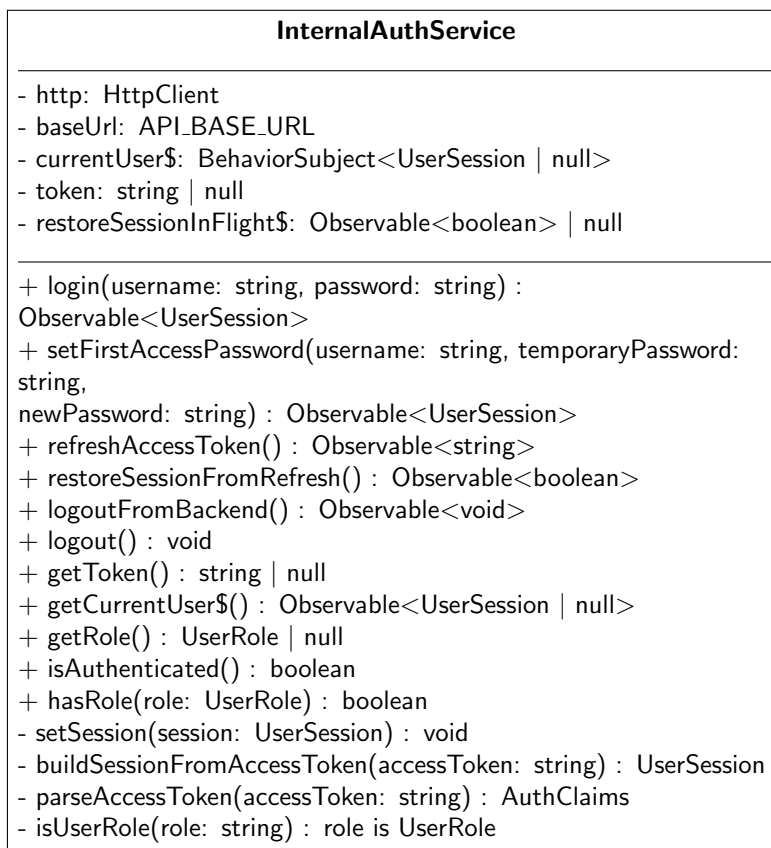 InternalAuthService
- http: HttpClient
- baseUrl: API_BASE_URL
- currentUser$: BehaviorSubject<UserSession | null>
- token: string | null
- restoreSessionInFlight$: Observable<boolean> | null
+ login(username: string, password: string) :
Observable<UserSession>
+ setFirstAccessPassword(username: string, temporaryPassword:
string,
newPassword: string) : Observable<UserSession>
+ refreshAccessToken() : Observable<string>
+ restoreSessionFromRefresh() : Observable<boolean>
+ logoutFromBackend() : Observable<void>
+ logout() : void
+ getToken() : string | null
+ getCurrentUser$() : Observable<UserSession | null>
+ getRole() : UserRole | null
+ isAuthenticated() : boolean
+ hasRole(role: UserRole) : boolean
- setSession(session: UserSession) : void
- buildSessionFromAccessToken(accessToken: string) : UserSession
- parseAccessToken(accessToken: string) : AuthClaims
- isUserRole(role: string) : role is UserRole